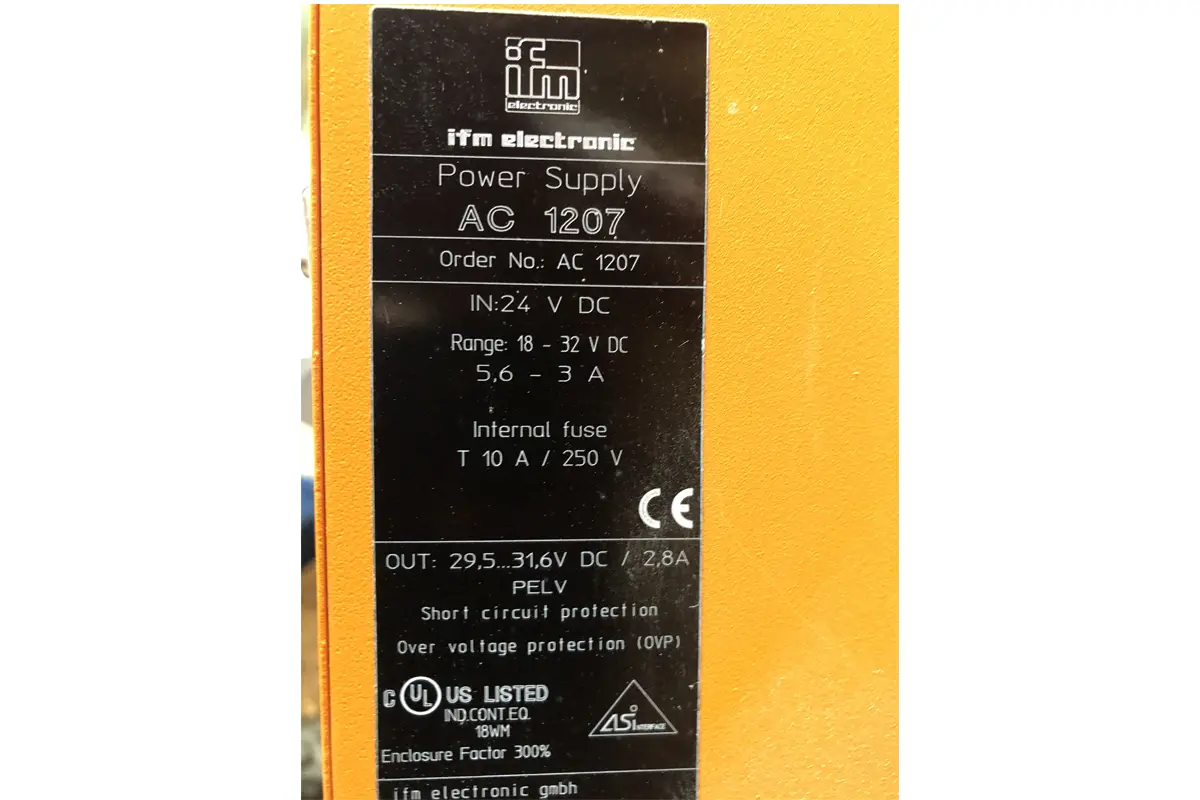 ifm
electronic
ifm electronic
Power Supply
AC 1207
Order No.: AC 1207
IN:24 V DC
Range: 18 - 32 V DC
5,6 - 3 A
Internal fuse
T 10 A / 250 V
CE
OUT: 29,5...31,6V DC / 2,8A
PELV
Short circuit protection
Over voltage protection (OVP)
C UL US LISTED
IND.CONT.EQ.
18WM
ASi INTERFACE
Enclosure Factor 300%
ifm electronic gmbh